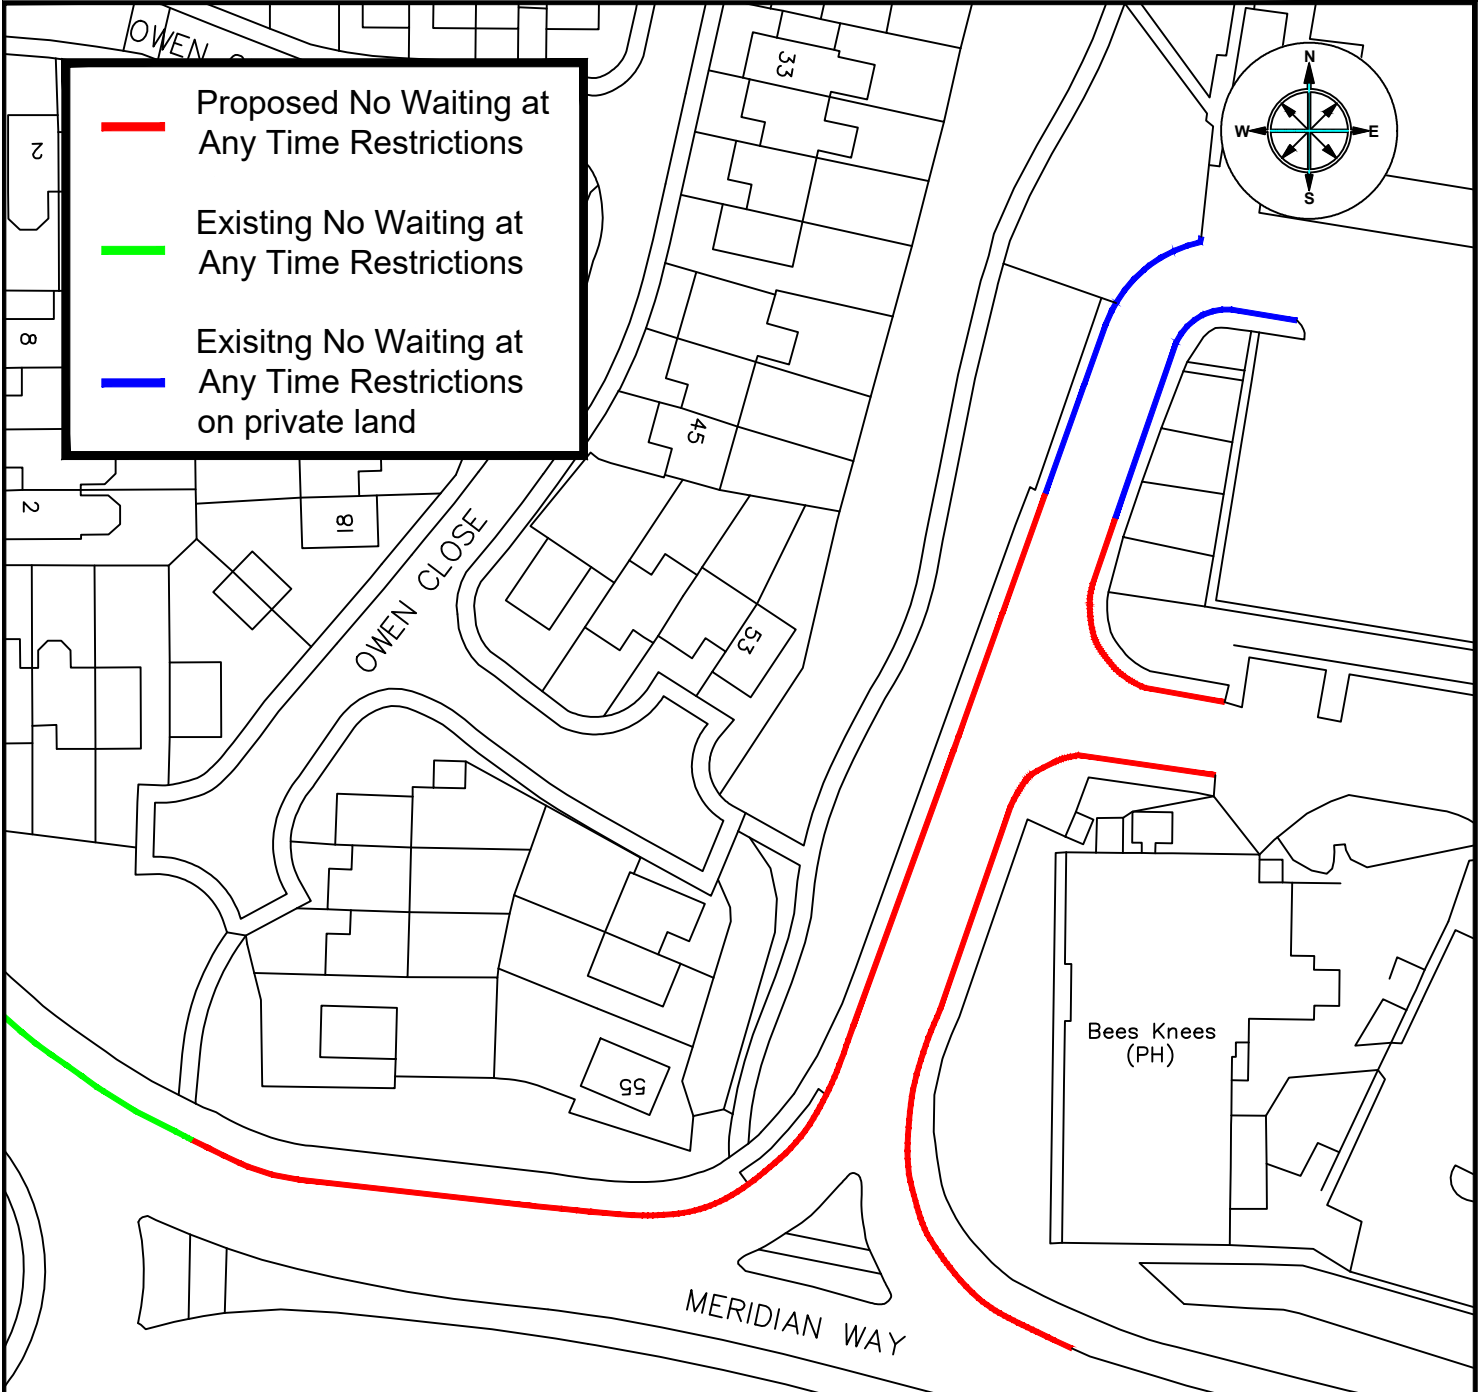 OWEN
Proposed No Waiting at
Any Time Restrictions
Existing No Waiting at
Any Time Restrictions
Exisitng No Waiting at
Any Time Restrictions
on private land
N
W
E
S
33
2
8
45
2
18
OWEN CLOSE
53
55
Bees Knees
(PH)
MERIDIAN WAY